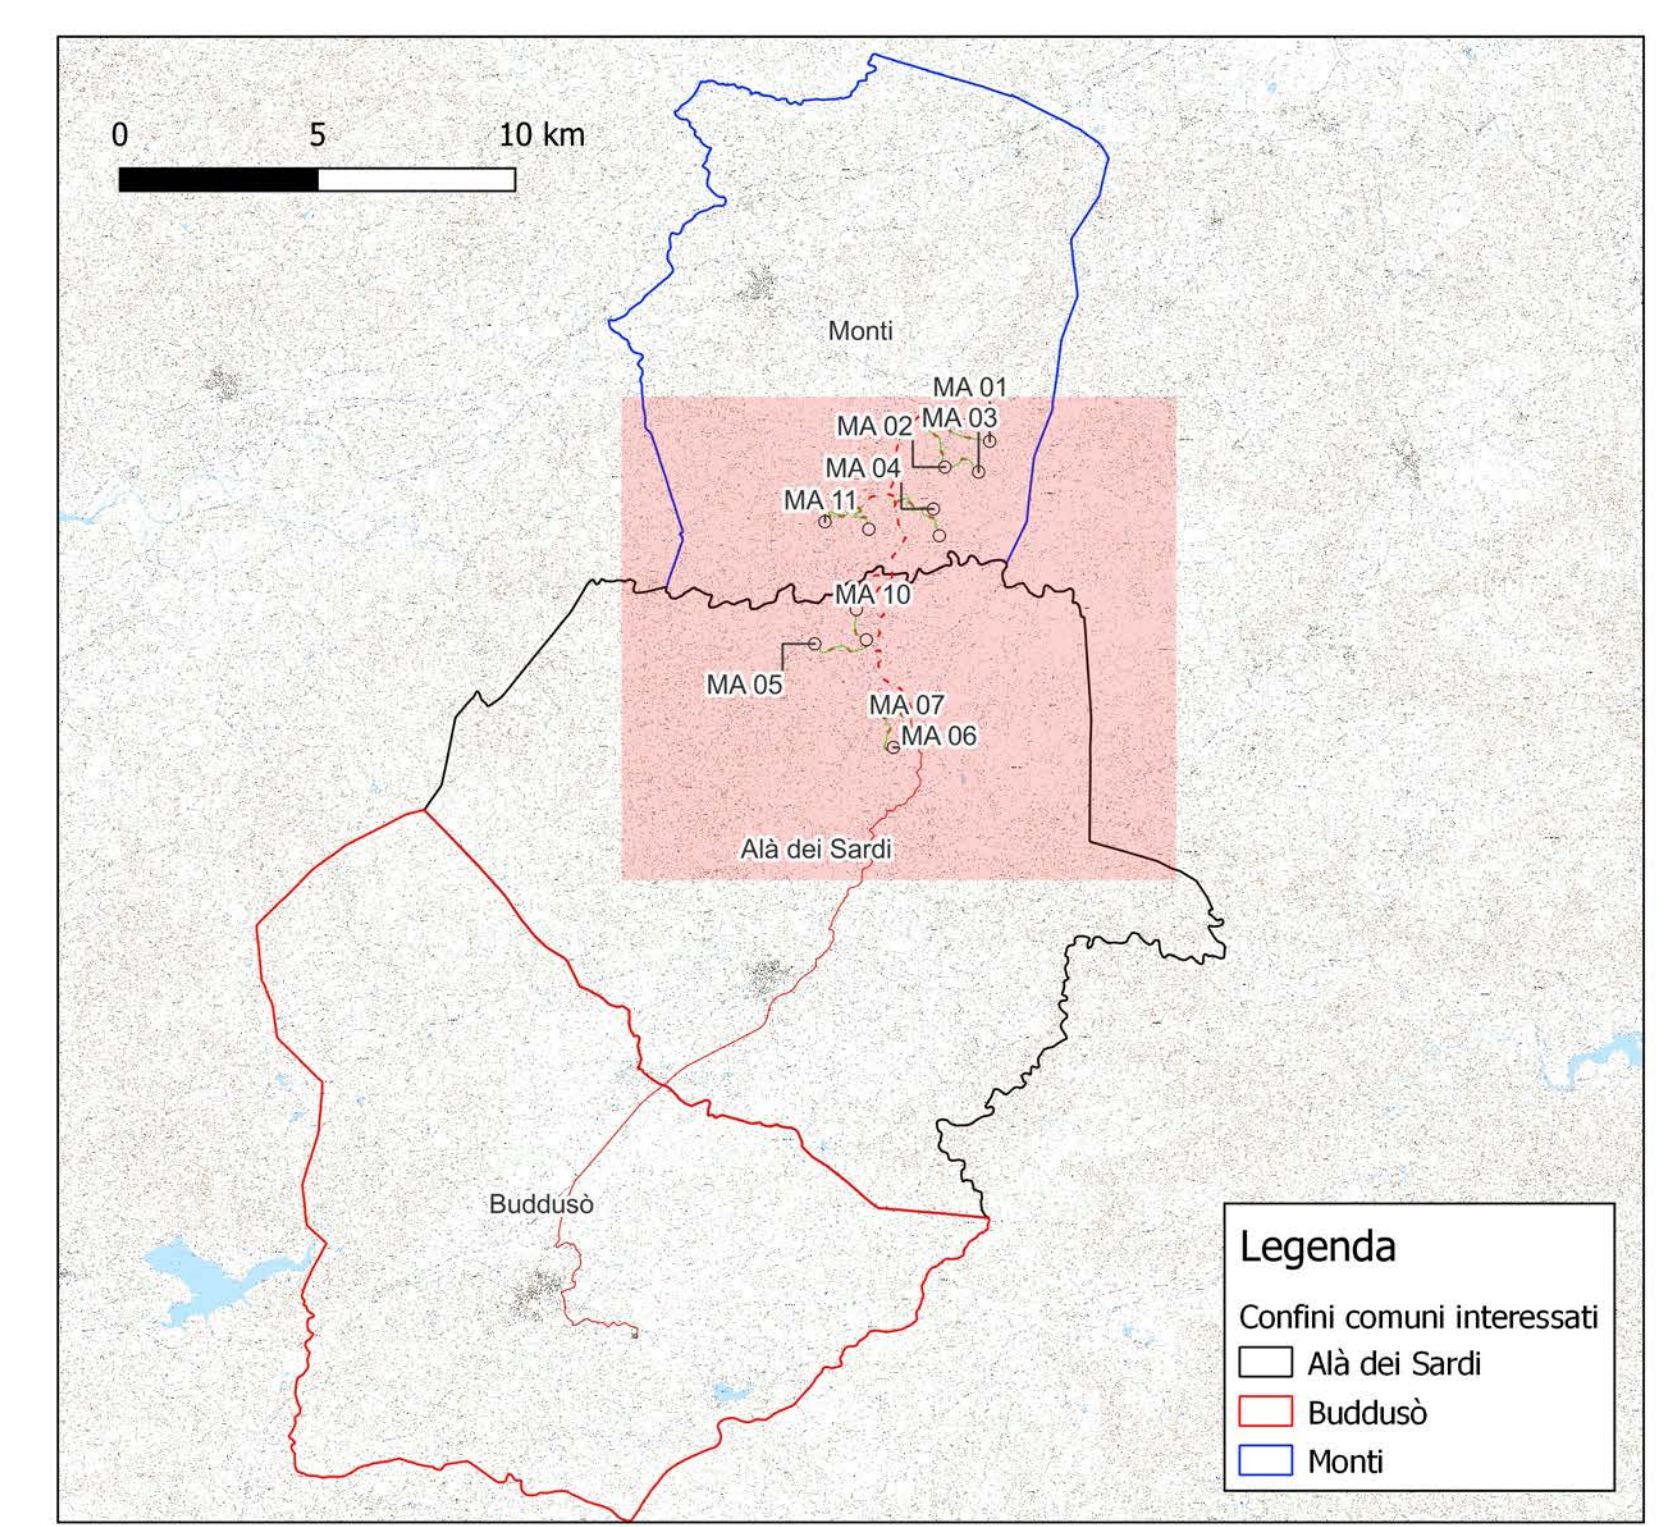 0 5 10 km
Monti
MA 01
MA 02 MA 03
MA 04
MA 11
MA 10
MA 05
MA 07
MA 06
Alà dei Sardi
Buddusò
Legenda
Confini comuni interessati
Alà dei Sardi
Buddusò
Monti